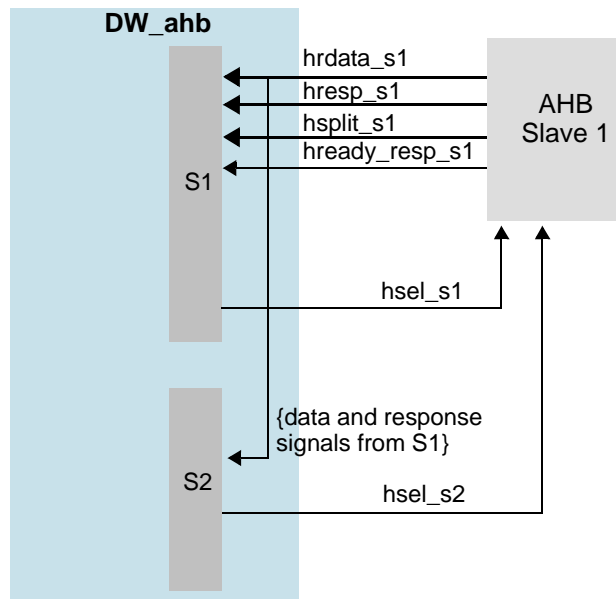 DW_ahb
hrdata_s1
hresp_s1
hsplit_s1
hready_resp_s1
AHB
Slave 1
S1
hsel_s1
{data and response
signals from S1}
S2
hsel_s2